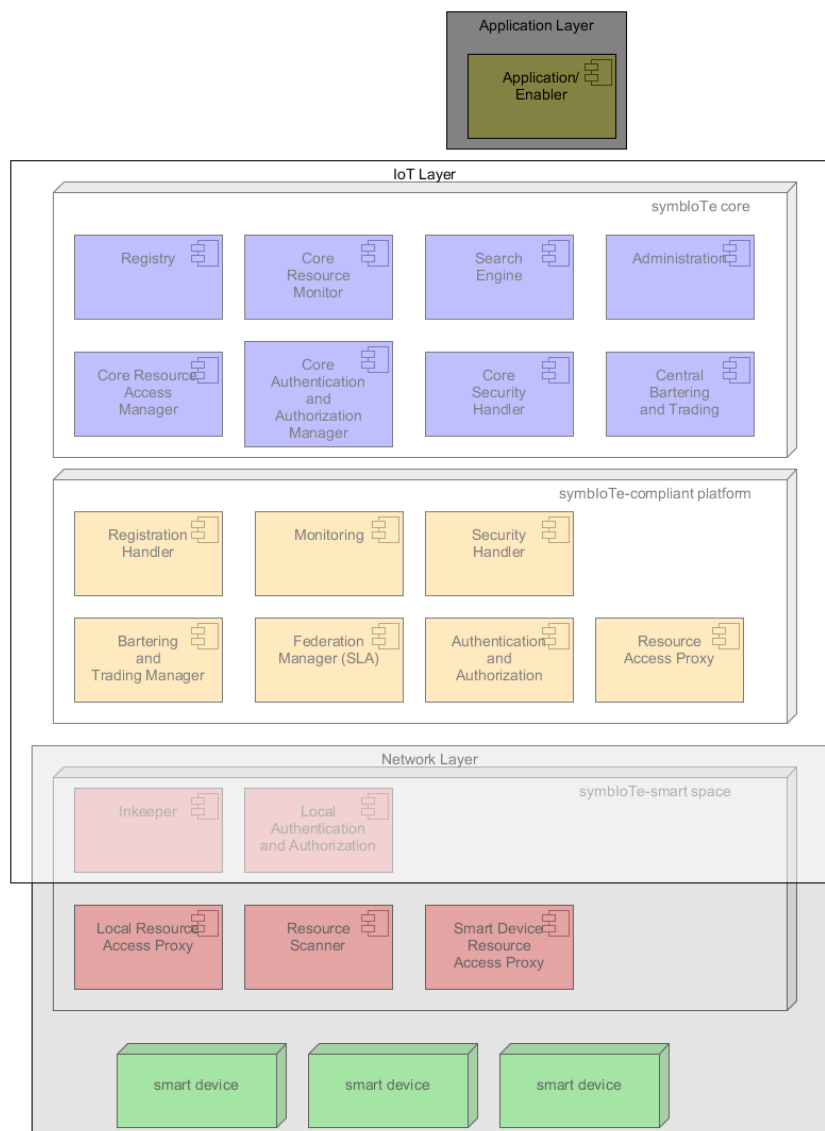 Application Layer
Application/
Enabler
IoT Layer
symbIoTe core
Registry
Core
Resource
Monitor
Search
Engine
Administration
Core Resource
Access
Manager
Core
Authentication
and
Authorization
Manager
Core
Security
Handler
Central
Bartering
and Trading
symbIoTe-compliant platform
Registration
Handler
Monitoring
Security
Handler
Bartering
and
Trading Manager
Federation
Manager (SLA)
Authentication
and
Authorization
Resource
Access Proxy
Network Layer
symbIoTe-smart space
Inkeeper
Local
Authentication
and Authorization
Local Resource
Access Proxy
Resource
Scanner
Smart Device
Resource
Access Proxy
smart device
smart device
smart device